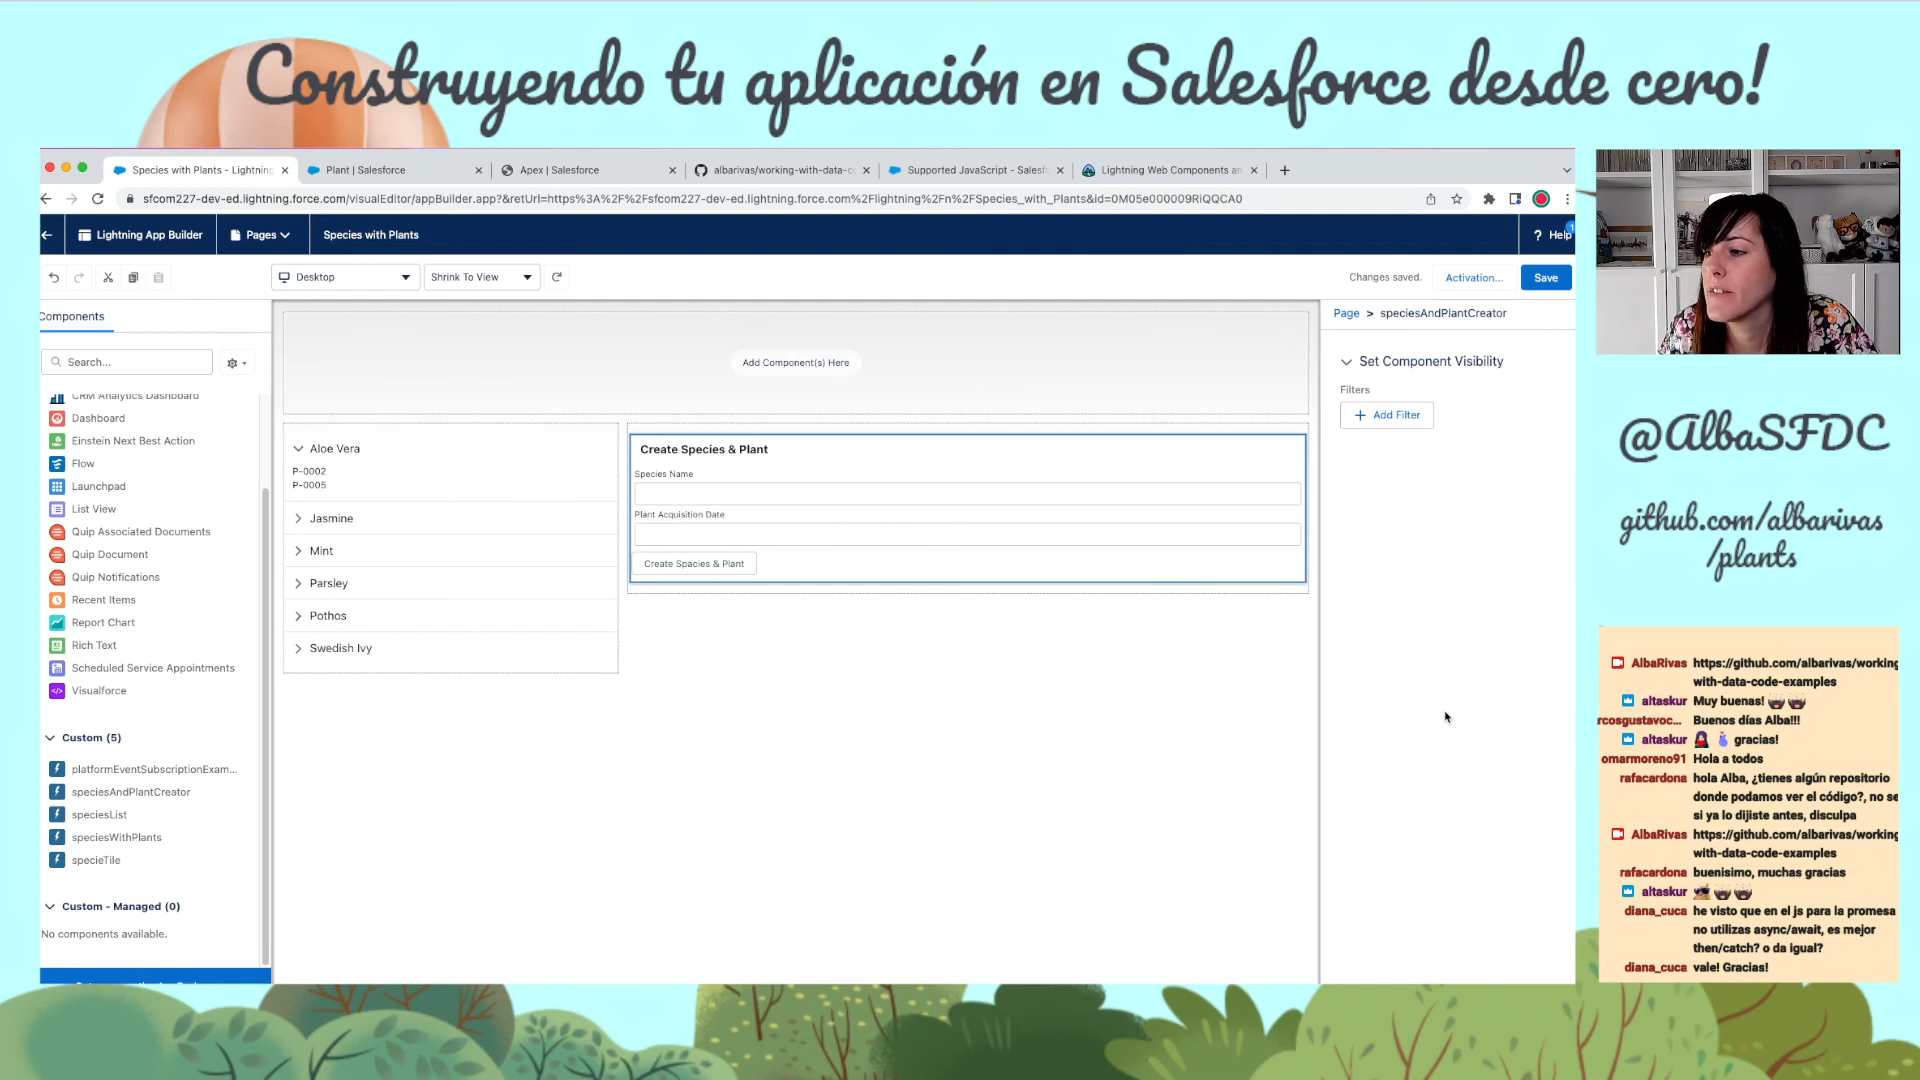 Construyendo tu aplicación en Salesforce desde cero!
Species with Plants - Lightning
Plant | Salesforce
Apex | Salesforce
albarivas/working-with-data-c
Supported JavaScript - Salesf
Lightning Web Components an
sfcom227-dev-ed.lightning.force.com/visualEditor/appBuilder.app?&retUrl=https%3A%2F%2Fsfcom227-dev-ed.lightning.force.com%2Flightning%2Fn%2FSpecies_with_Plants&id=0M05e000009RiQQCA0
Lightning App Builder
Pages
Species with Plants
? Help
1
Desktop
Shrink To View
Changes saved.
Activation...
Save
Components
Search...
CRM Analytics Dashboard
Dashboard
Einstein Next Best Action
Flow
Launchpad
List View
Quip Associated Documents
Quip Document
Quip Notifications
Recent Items
Report Chart
Rich Text
Scheduled Service Appointments
Visualforce
Custom (5)
platformEventSubscriptionExam...
speciesAndPlantCreator
speciesList
speciesWithPlants
specieTile
Custom - Managed (0)
No components available.
Add Component(s) Here
Aloe Vera
P-0002
P-0005
Jasmine
Mint
Parsley
Pothos
Swedish Ivy
Create Species & Plant
Species Name
Plant Acquisition Date
Create Spacies & Plant
Page > speciesAndPlantCreator
Set Component Visibility
Filters
+ Add Filter
@AlbaSFDC
github.com/albarivas
/plants
AlbaRivas https://github.com/albarivas/working
with-data-code-examples
altaskur Muy buenas!
rcosgustavoc... Buenos días Alba!!!
altaskur gracias!
omarmoreno91 Hola a todos
rafacardona hola Alba, ¿tienes algún repositorio
donde podamos ver el código?, no se
si ya lo dijiste antes, disculpa
AlbaRivas https://github.com/albarivas/working
with-data-code-examples
rafacardona buenisimo, muchas gracias
altaskur
diana_cuca he visto que en el js para la promesa
no utilizas async/await, es mejor
then/catch? o da igual?
diana_cuca vale! Gracias!